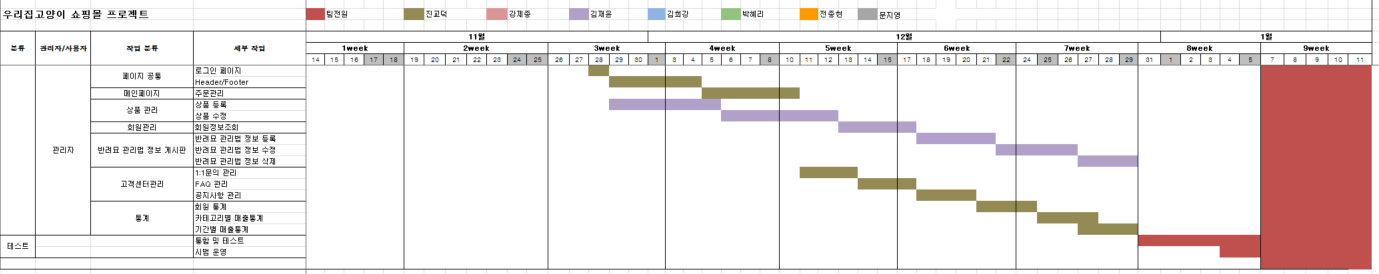 우리집고양이 쇼핑몰 프로젝트
팀전원 진교덕 강재중 김재윤 김희강 박혜리 전종현 문지영
11월 12월 1월
분류 관리자/사용자 작업 분류 세부 작업
1week 2week 3week 4week 5week 6week 7week 8week 9week
14 15 16 17 18 19 20 21 22 23 24 25 26 27 28 29 30 1 3 4 5 6 7 8 10 11 12 13 14 15 17 18 19 20 21 22 24 25 26 27 28 29 31 1 2 3 4 5 7 8 9 10 11
관리자
페이지 공통
로그인 페이지
Header/Footer
메인페이지 주문관리
상품 관리
상품 등록
상품 수정
회원관리 회원정보조회
반려묘 관리법 정보 게시판
반려묘 관리법 정보 등록
반려묘 관리법 정보 수정
반려묘 관리법 정보 삭제
고객센터관리
1:1문의 관리
FAQ 관리
공지사항 관리
통계
회원 통계
카테고리별 매출통계
기간별 매출통계
테스트
통합 및 테스트
시범 운영